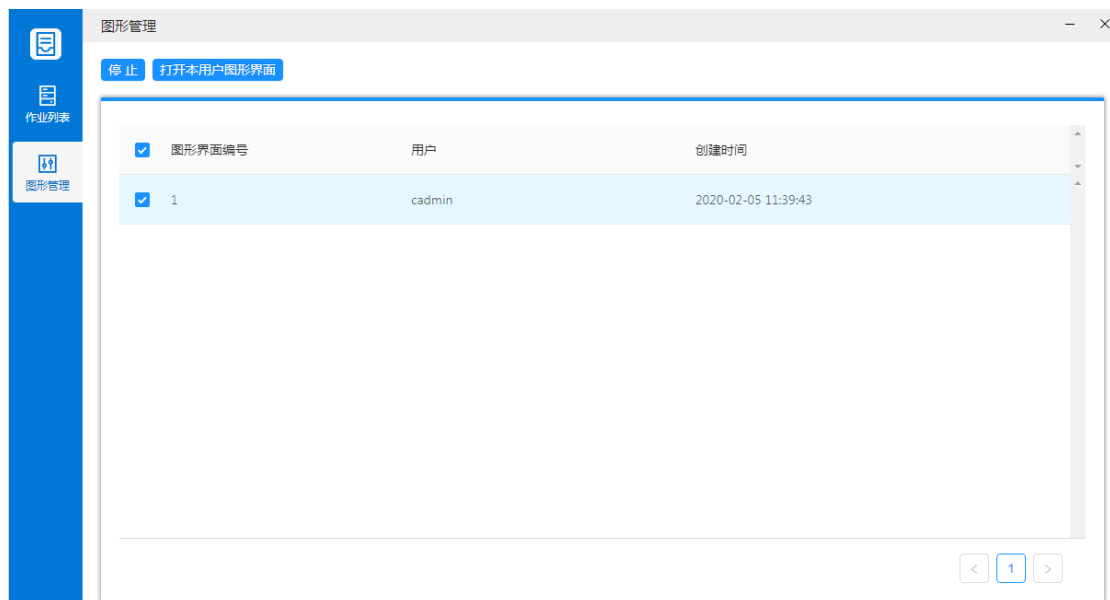 图形管理
停 止 打开本用户图形界面
作业列表
图形管理
图形界面编号 用户 创建时间
1 cadmin 2020-02-05 11:39:43
< 1 >